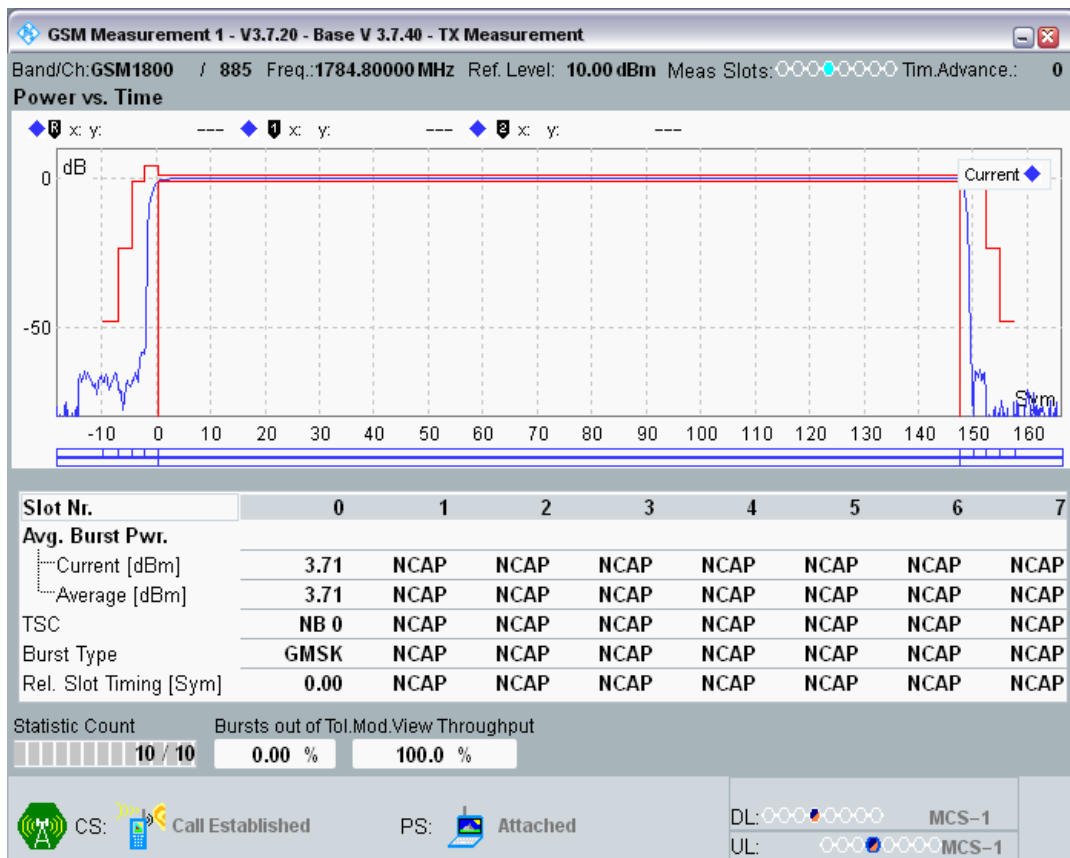 GSM Measurement 1 - V3.7.20 - Base V 3.7.40 - TX Measurement
Band/Ch:GSM1800 / 885 Freq.:1784.80000 MHz Ref. Level: 10.00 dBm Meas Slots: Tim.Advance.: 0
Power vs. Time
R x: y: --- 1 x: y: --- 2 x: y: ---
dB
0
Current
-50
Sym
-10 0 10 20 30 40 50 60 70 80 90 100 110 120 130 140 150 160
Slot Nr. 0 1 2 3 4 5 6 7
Avg. Burst Pwr.
Current [dBm] 3.71 NCAP NCAP NCAP NCAP NCAP NCAP NCAP
Average [dBm] 3.71 NCAP NCAP NCAP NCAP NCAP NCAP NCAP
TSC NB 0 NCAP NCAP NCAP NCAP NCAP NCAP NCAP
Burst Type GMSK NCAP NCAP NCAP NCAP NCAP NCAP NCAP
Rel. Slot Timing [Sym] 0.00 NCAP NCAP NCAP NCAP NCAP NCAP NCAP
Statistic Count Bursts out of Tol.Mod.View Throughput
10 / 10 0.00 % 100.0 %
CS: Call Established PS: Attached
DL: MCS-1
UL: MCS-1